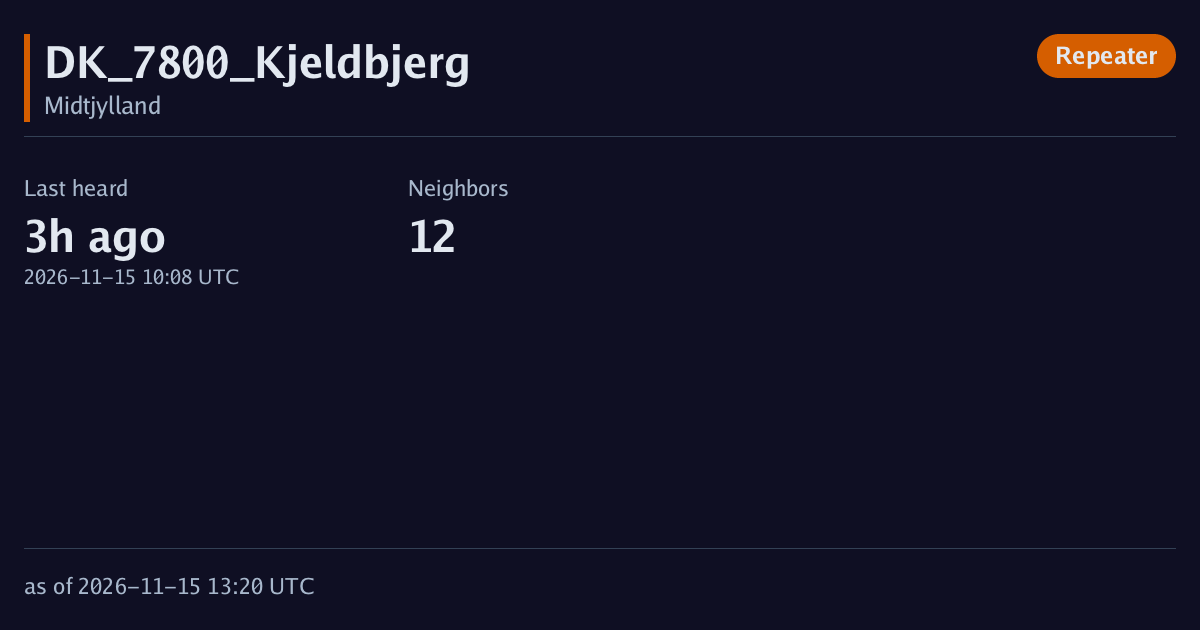 DK_7800_Kjeldbjerg
Repeater
Midtjylland
Last heard
Neighbors
3h ago
12
2026-11-15 10:08 UTC
as of 2026-11-15 13:20 UTC